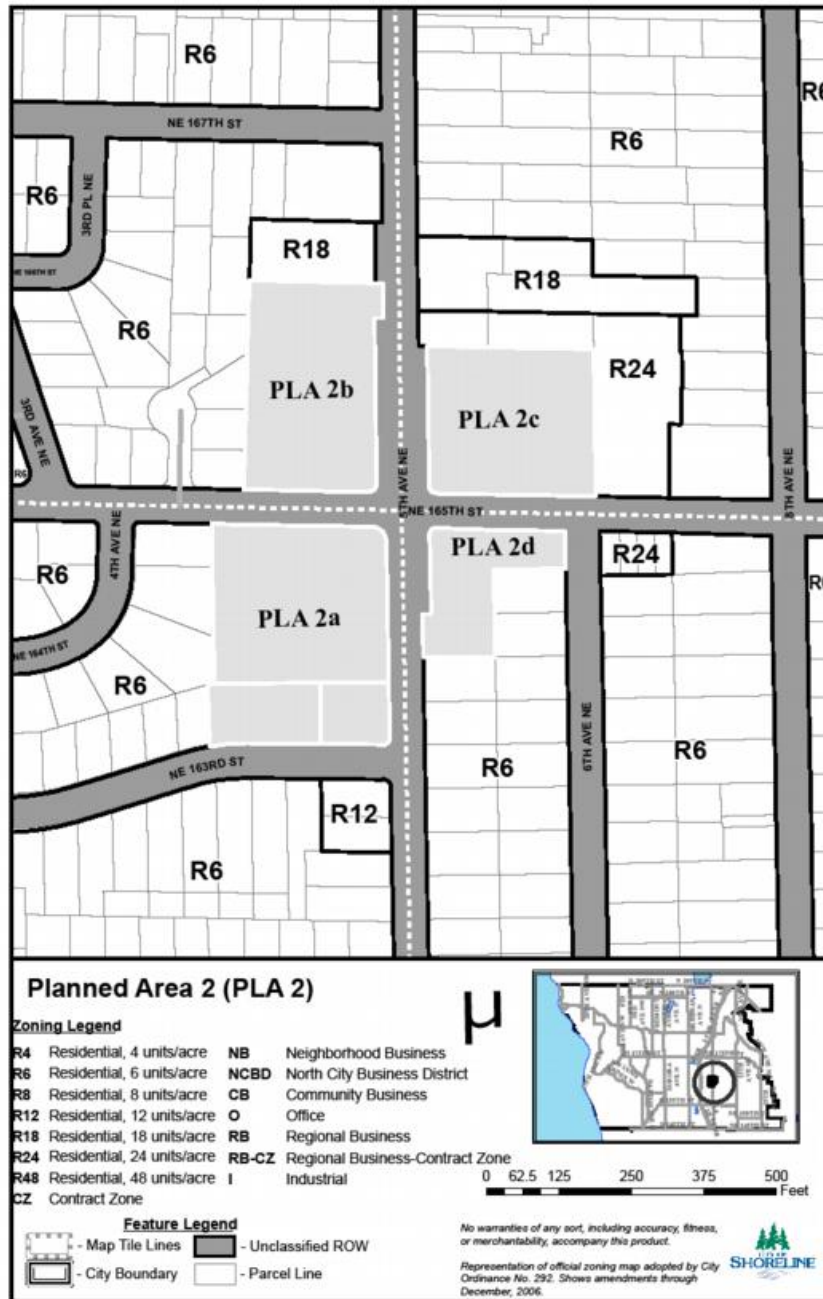 R6
R6
NE 167TH ST
R6
R6
3RD PL NE
R18
R18
R6
R24
PLA 2b
PLA 2c
3RD AVE NE
R6
5TH AVE NE
NE 165TH ST
4TH AVE NE
PLA 2d
R24
R6
PLA 2a
NE 164TH ST
R6
6TH AVE NE
R6
R6
NE 163RD ST
R12
R6
Planned Area 2 (PLA 2)
Zoning Legend
R4 Residential, 4 units/acre NB Neighborhood Business
R6 Residential, 6 units/acre NCBD North City Business District
R8 Residential, 8 units/acre CB Community Business
R12 Residential, 12 units/acre O Office
R18 Residential, 18 units/acre RB Regional Business
R24 Residential, 24 units/acre RB-CZ Regional Business-Contract Zone
R48 Residential, 48 units/acre I Industrial
CZ Contract Zone
µ
0 62.5 125 250 375 500
Feet
Feature Legend
- Map Tile Lines - Unclassified ROW
- City Boundary - Parcel Line
No warranties of any sort, including accuracy, fitness,
or merchantability, accompany this product.
Representation of official zoning map adopted by City
Ordinance No. 292. Shows amendments through
December, 2006.
CITY OF
SHORELINE